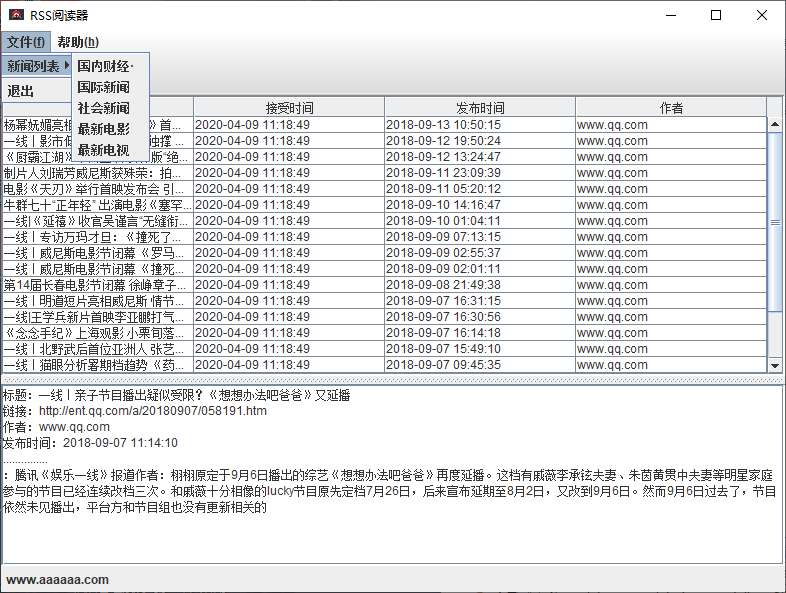 RSS阅读器
文件(f) 帮助(h)
新闻列表
退出
国内财经·
国际新闻
社会新闻
最新电影
最新电视
接受时间 发布时间 作者
杨幂妩媚亮相 》首... 2020-04-09 11:18:49 2018-09-13 10:50:15 www.qq.com
一线丨影市低 独撑 ... 2020-04-09 11:18:49 2018-09-12 19:50:24 www.qq.com
《厨霸江湖》 版“绝... 2020-04-09 11:18:49 2018-09-12 13:24:47 www.qq.com
制片人刘瑞芳威尼斯获殊荣：拍... 2020-04-09 11:18:49 2018-09-11 23:09:39 www.qq.com
电影《天刃》举行首映发布会 引... 2020-04-09 11:18:49 2018-09-11 05:20:12 www.qq.com
牛群七十“正年轻” 出演电影《塞罕... 2020-04-09 11:18:49 2018-09-10 14:16:47 www.qq.com
一线|《延禧》收官吴谨言“无缝衔... 2020-04-09 11:18:49 2018-09-10 01:04:11 www.qq.com
一线丨专访万玛才旦：《撞死了... 2020-04-09 11:18:49 2018-09-09 07:13:15 www.qq.com
一线丨威尼斯电影节闭幕 《罗马... 2020-04-09 11:18:49 2018-09-09 02:55:37 www.qq.com
一线丨威尼斯电影节闭幕 《撞死... 2020-04-09 11:18:49 2018-09-09 02:01:11 www.qq.com
第14届长春电影节闭幕 徐峥章子... 2020-04-09 11:18:49 2018-09-08 21:49:38 www.qq.com
一线丨明道短片亮相威尼斯 情节... 2020-04-09 11:18:49 2018-09-07 16:31:15 www.qq.com
一线|王学兵新片首映李亚鹏打气... 2020-04-09 11:18:49 2018-09-07 16:30:56 www.qq.com
《念念手纪》上海观影 小栗旬落... 2020-04-09 11:18:49 2018-09-07 16:14:18 www.qq.com
一线丨北野武后首位亚洲人 张艺... 2020-04-09 11:18:49 2018-09-07 15:49:10 www.qq.com
一线丨猫眼分析暑期档趋势 《药... 2020-04-09 11:18:49 2018-09-07 09:45:35 www.qq.com
标题：一线丨亲子节目播出疑似受限？《想想办法吧爸爸》又延播
链接：http://ent.qq.com/a/20180907/058191.htm
作者：www.qq.com
发布时间：2018-09-07 11:14:10
...............
：腾讯《娱乐一线》报道作者：栩栩原定于9月6日播出的综艺《想想办法吧爸爸》再度延播。这档有戚薇李承铉夫妻、朱茵黄贯中夫妻等明星家庭
参与的节目已经连续改档三次。和戚薇十分相像的lucky节目原先定档7月26日，后来宣布延期至8月2日，又改到9月6日。然而9月6日过去了，节目
依然未见播出，平台方和节目组也没有更新相关的
www.aaaaaa.com